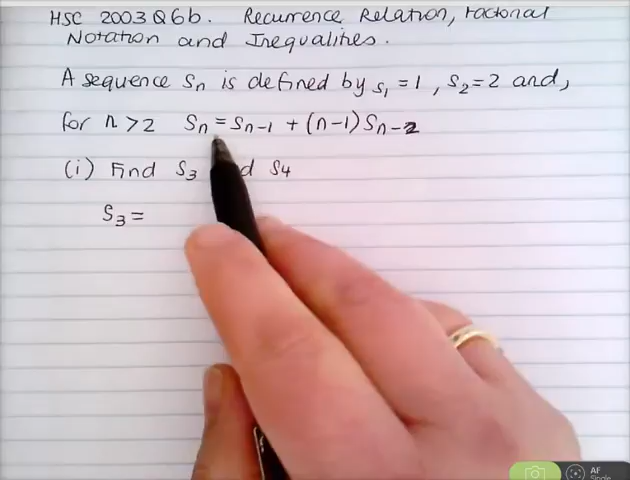 HSC 2003 Q6b. Recurrence Relation, Factorial
Notation and Inequalities.
A sequence Sn is defined by S1 = 1, S2 = 2 and,
for n > 2 Sn = Sn-1 + (n-1) Sn-2
(i) Find S3 S4
S3 =
AF